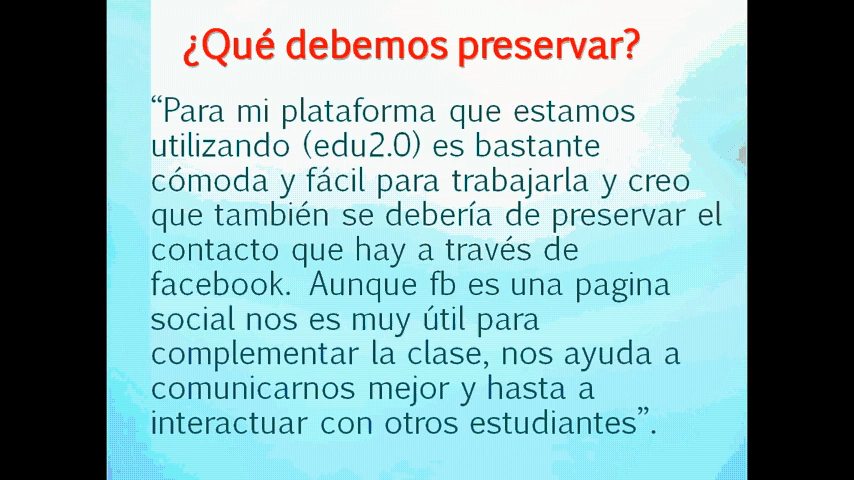 ¿Qué debemos preservar?
“Para mi plataforma que estamos
utilizando (edu2.0) es bastante
cómoda y fácil para trabajarla y creo
que también se debería de preservar el
contacto que hay a través de
facebook. Aunque fb es una pagina
social nos es muy útil para
complementar la clase, nos ayuda a
comunicarnos mejor y hasta a
interactuar con otros estudiantes”.